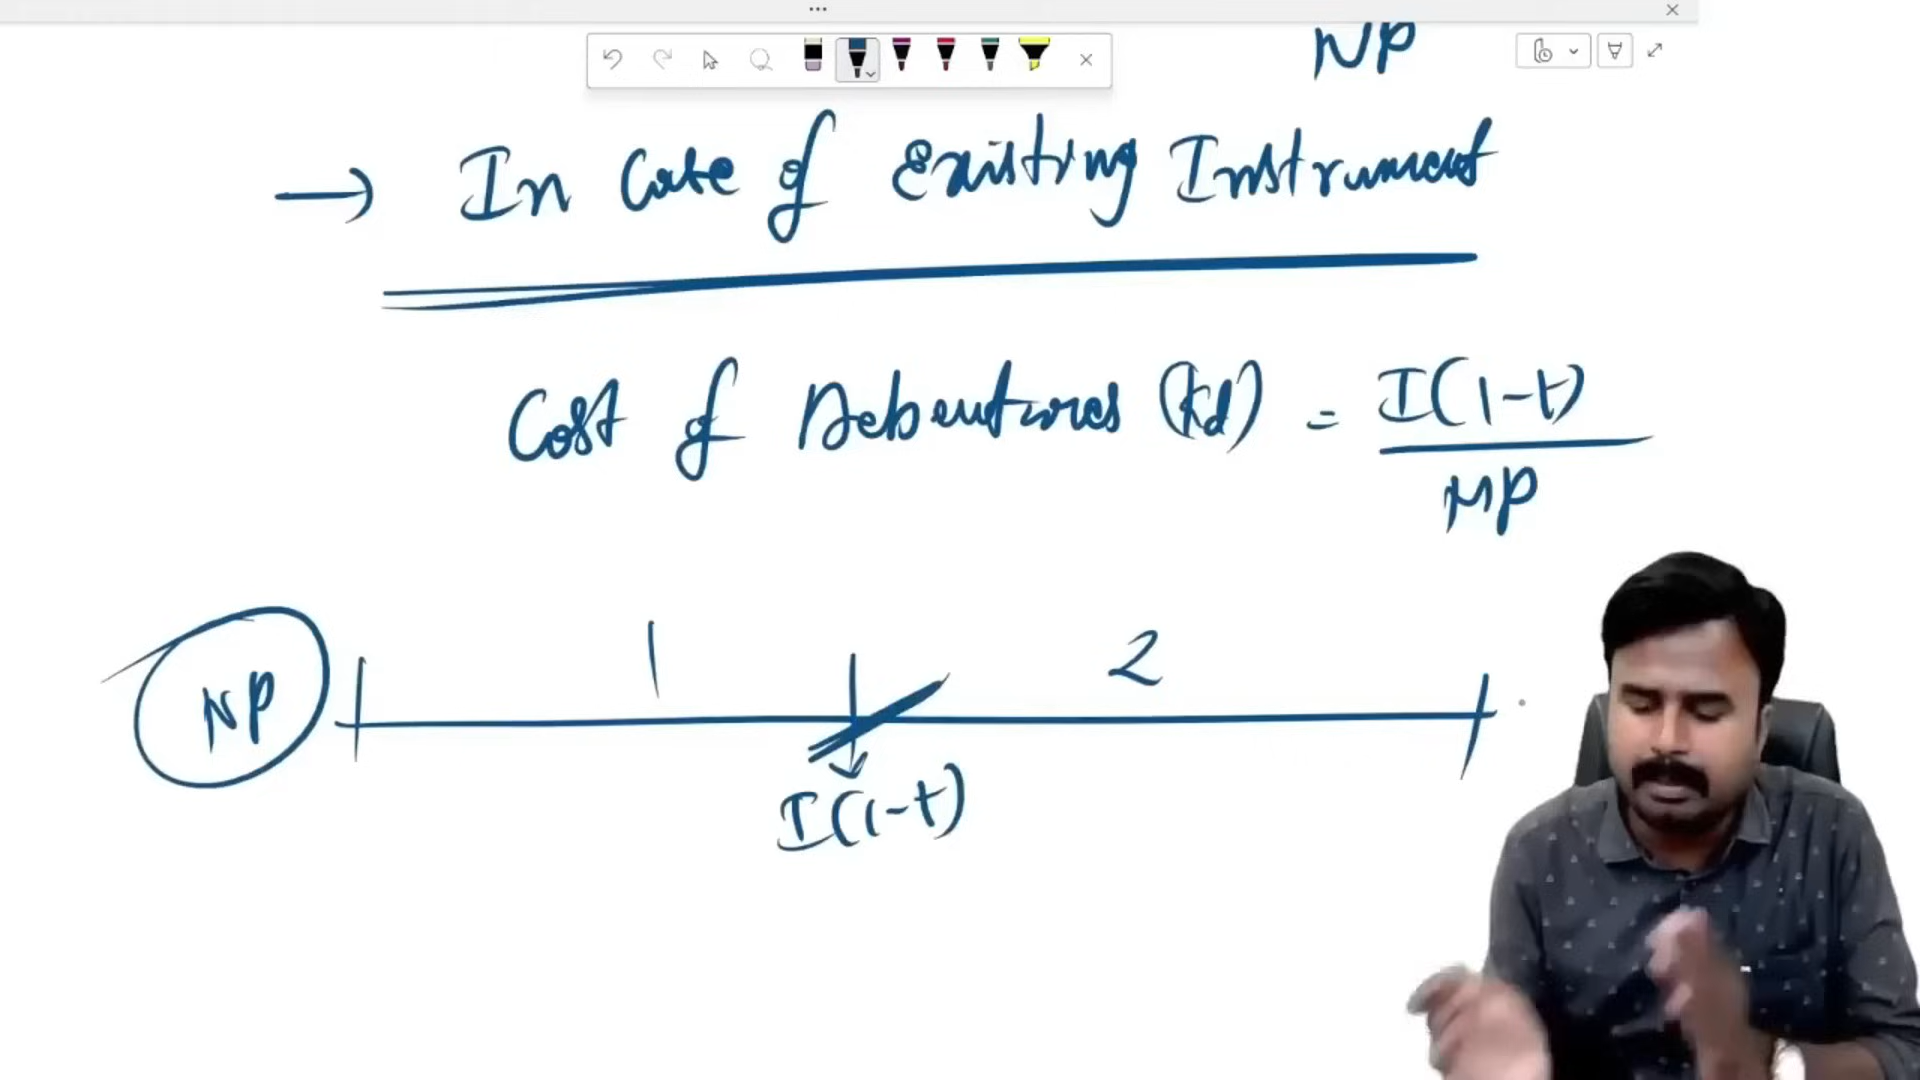 NP
→ In Case of Existing Instrument
Cost of Debentures (Kd) = I(1-t)
MP
NP 1 2
I(1-t)